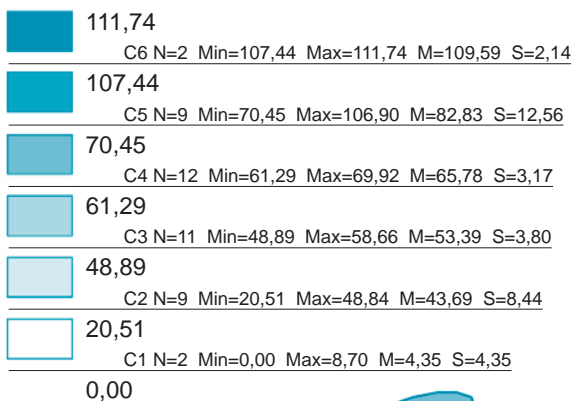 111,74
C6 N=2 Min=107,44 Max=111,74 M=109,59 S=2,14
107,44
C5 N=9 Min=70,45 Max=106,90 M=82,83 S=12,56
70,45
C4 N=12 Min=61,29 Max=69,92 M=65,78 S=3,17
61,29
C3 N=11 Min=48,89 Max=58,66 M=53,39 S=3,80
48,89
C2 N=9 Min=20,51 Max=48,84 M=43,69 S=8,44
20,51
C1 N=2 Min=0,00 Max=8,70 M=4,35 S=4,35
0,00